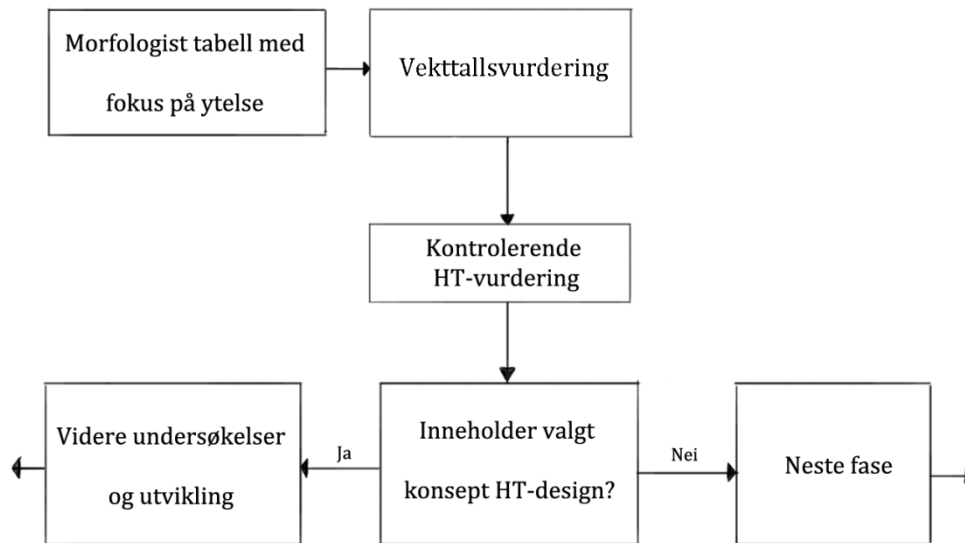 Morfologist tabell med
fokus på ytelse
Vekttallsvurdering
Kontrolerende
HT-vurdering
Videre undersøkelser
og utvikling
Ja
Inneholder valgt
konsept HT-design?
Nei
Neste fase